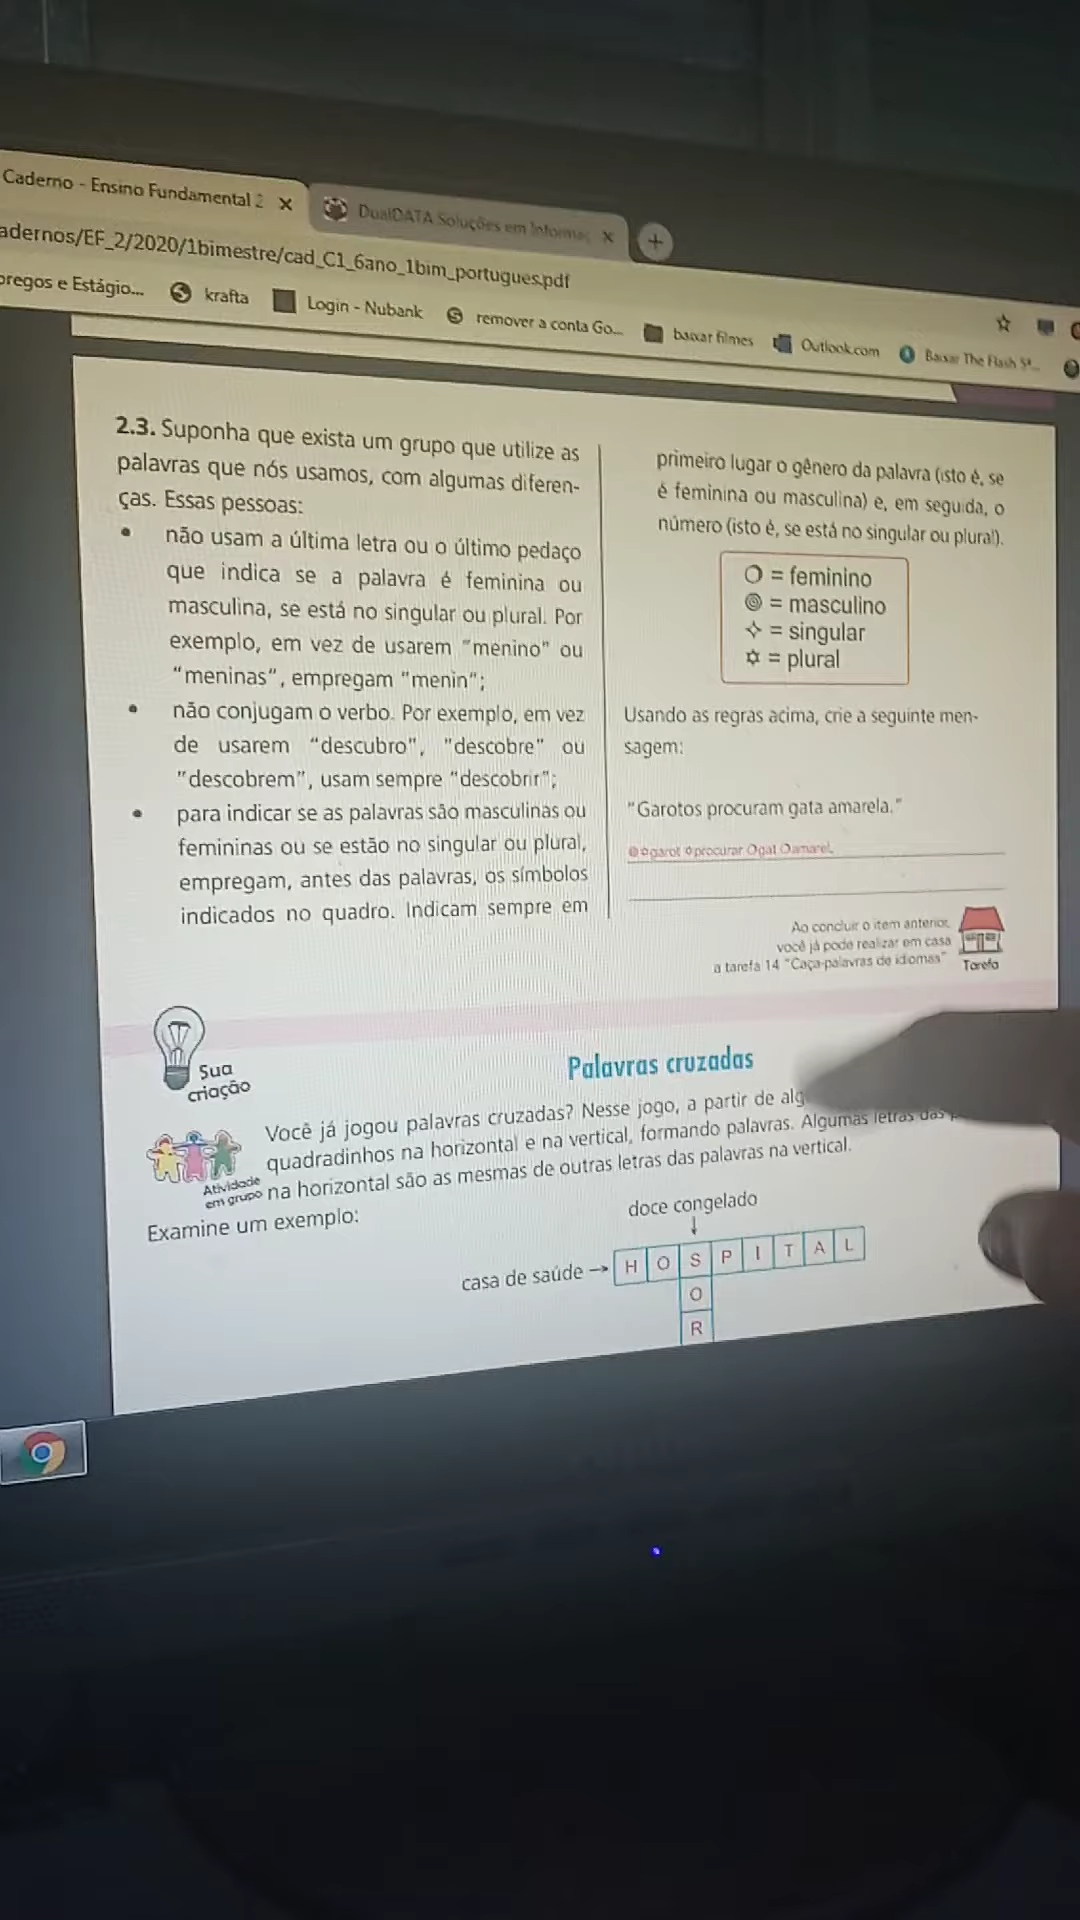 Caderno - Ensino Fundamental 2 X
DualDATA Soluções em Informaç X +
adernos/EF_2/2020/1bimestre/cad_C1_6ano_1bim_portugues.pdf
pregos e Estágio... krafta Login - Nubank remover a conta Go... baixar filmes Outlook.com Baixar The Flash 5ª...
2.3. Suponha que exista um grupo que utilize as
palavras que nós usamos, com algumas diferen-
ças. Essas pessoas:
• não usam a última letra ou o último pedaço
que indica se a palavra é feminina ou
masculina, se está no singular ou plural. Por
exemplo, em vez de usarem "menino" ou
"meninas", empregam "menin";
• não conjugam o verbo. Por exemplo, em vez
de usarem "descubro", "descobre" ou
"descobrem", usam sempre "descobrir";
• para indicar se as palavras são masculinas ou
femininas ou se estão no singular ou plural,
empregam, antes das palavras, os símbolos
indicados no quadro. Indicam sempre em
primeiro lugar o gênero da palavra (isto é, se
é feminina ou masculina) e, em seguida, o
número (isto é, se está no singular ou plural).
= feminino
= masculino
= singular
= plural
Usando as regras acima, crie a seguinte men-
sagem:
"Garotos procuram gata amarela."
garot procurar gat amarel.
Ao concluir o item anterior,
você já pode realizar em casa
a tarefa 14 "Caça-palavras de idiomas"
Tarefa
Sua
criação
Palavras cruzadas
Você já jogou palavras cruzadas? Nesse jogo, a partir de
quadradinhos na horizontal e na vertical, formando palavras. Algumas letras das
na horizontal são as mesmas de outras letras das palavras na vertical.
Atividade
em grupo
Examine um exemplo:
doce congelado
casa de saúde → H O S P I T A L
O
R